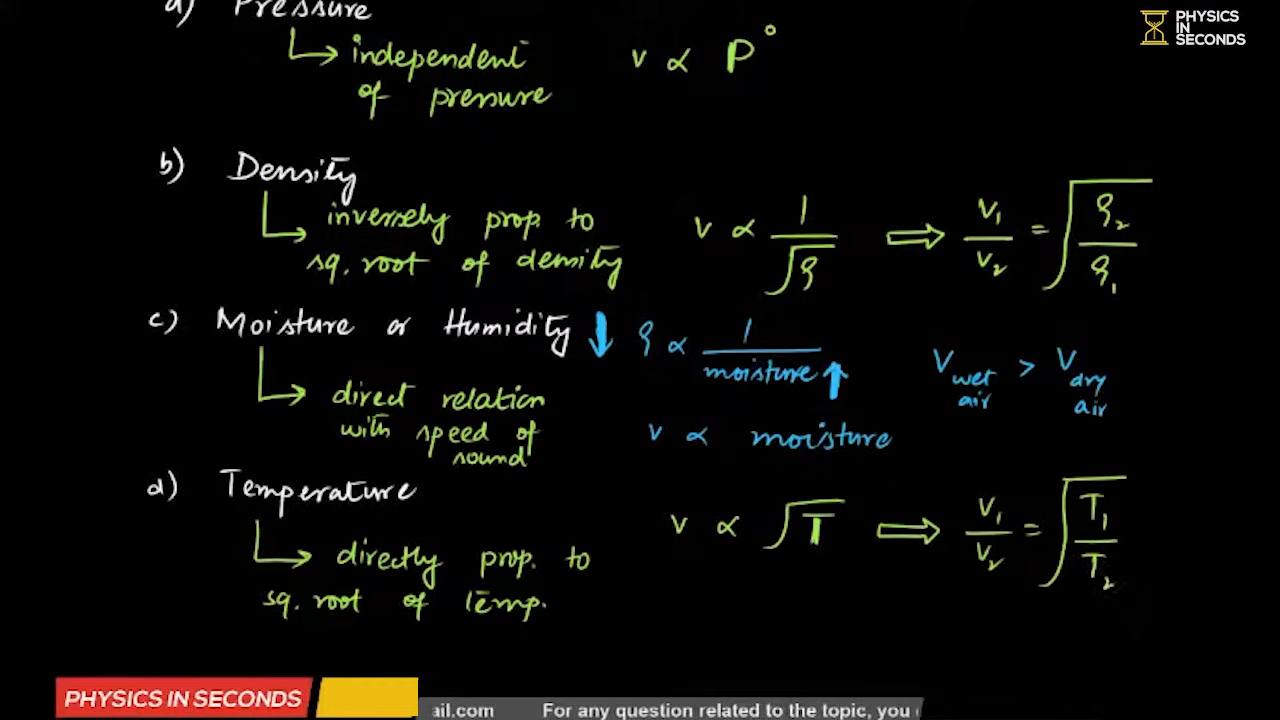 PHYSICS
IN
SECONDS
a) Pressure
independent
of pressure
v ∝ P°
b) Density
inversely prop. to
sq. root of density
v ∝ 1/√ρ ⟹ v₁/v₂ = √(ρ₂/ρ₁)
c) Moisture or Humidity
direct relation
with speed of
sound
↓ ρ ∝ 1/moisture ↑
v ∝ moisture
V wet air > V dry air
d) Temperature
directly prop. to
sq. root of Temp.
v ∝ √T ⟹ v₁/v₂ = √(T₁/T₂)
PHYSICS IN SECONDS
ail.com For any question related to the topic, you